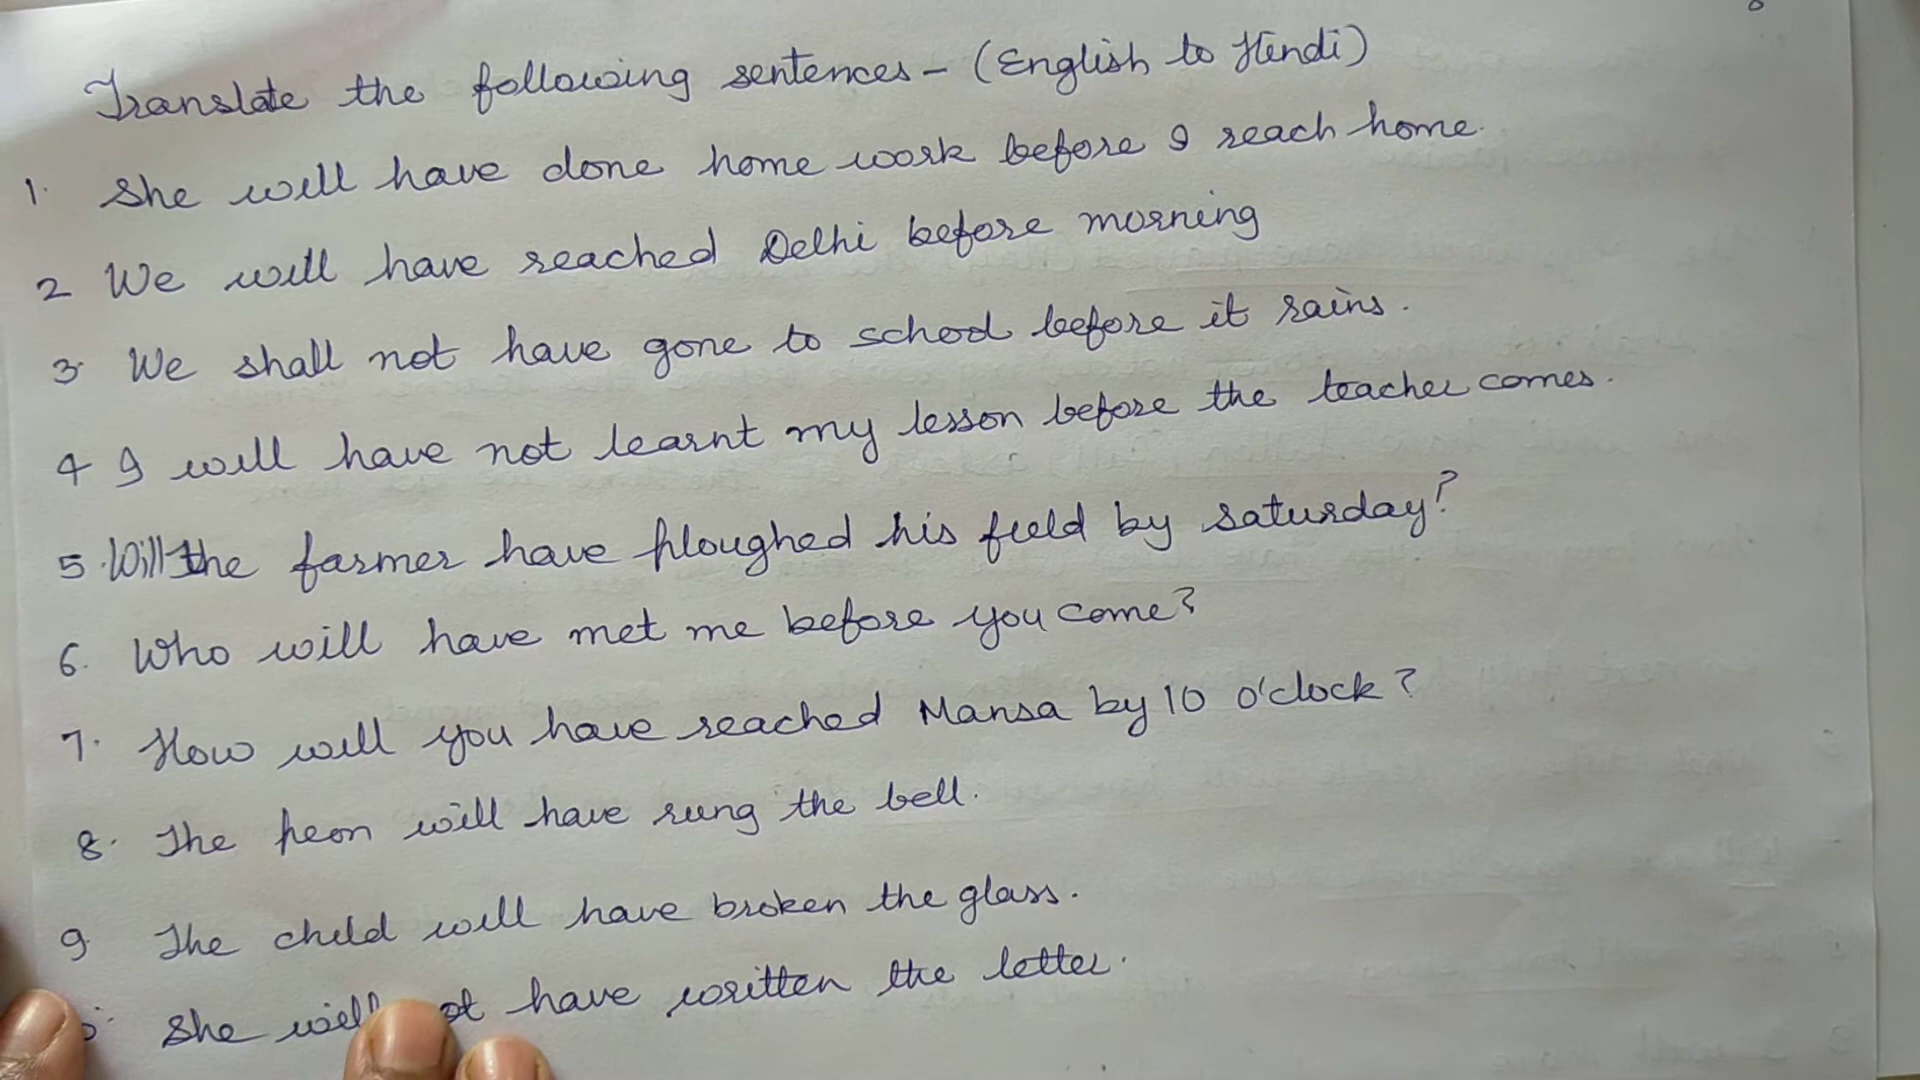 Translate the following sentences - (English to Hindi)
1. She will have done home work before I reach home.
2 We will have reached Delhi before morning
3. We shall not have gone to school before it rains.
4 I will have not learnt my lesson before the teacher comes.
5. Will the farmer have ploughed his field by saturday?
6. Who will have met me before you come?
7. How will you have reached Mansa by 10 o'clock?
8. The peon will have rung the bell.
9 The child will have broken the glass.
She will have written the letter.